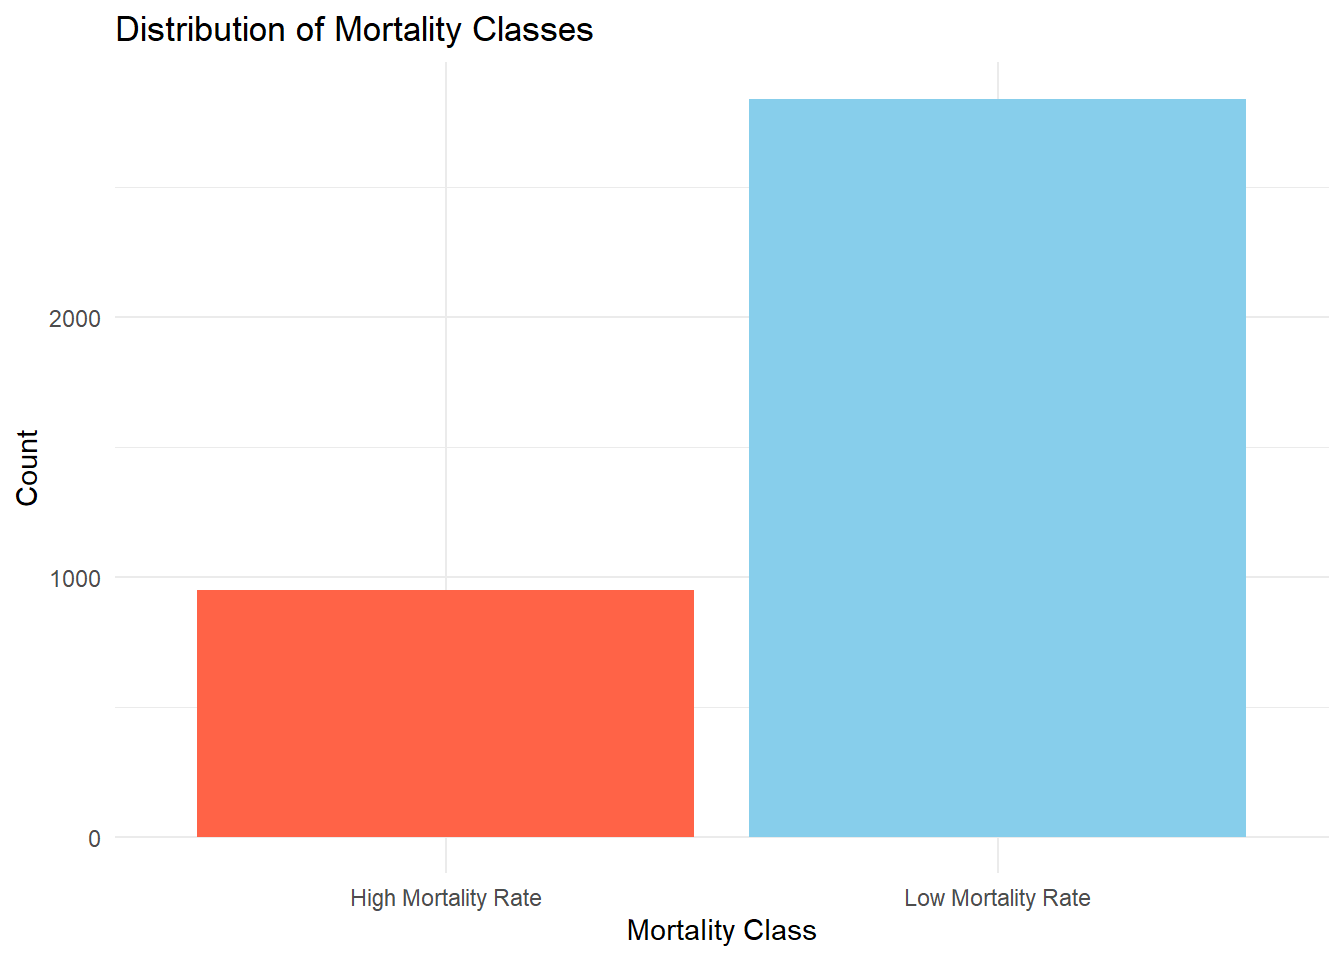 Distribution of Mortality Classes
2000
1000
0
Count
High Mortality Rate
Low Mortality Rate
Mortality Class